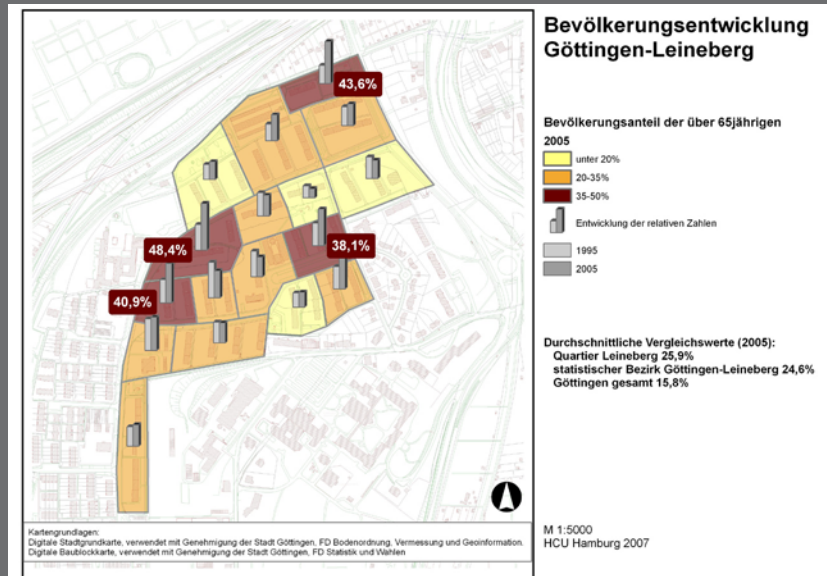 Bevölkerungsentwicklung
Göttingen-Leineberg
43,6%
48,4%
38,1%
40,9%
Bevölkerungsanteil der über 65jährigen
2005
unter 20%
20-35%
35-50%
Entwicklung der relativen Zahlen
1995
2005
Durchschnittliche Vergleichswerte (2005):
Quartier Leineberg 25,9%
statistischer Bezirk Göttingen-Leineberg 24,6%
Göttingen gesamt 15,8%
Kartengrundlagen:
Digitale Stadtgrundkarte, verwendet mit Genehmigung der Stadt Göttingen, FD Bodenordnung, Vermessung und Geoinformation.
Digitale Baublockkarte, verwendet mit Genehmigung der Stadt Göttingen, FD Statistik und Wahlen
M 1:5000
HCU Hamburg 2007